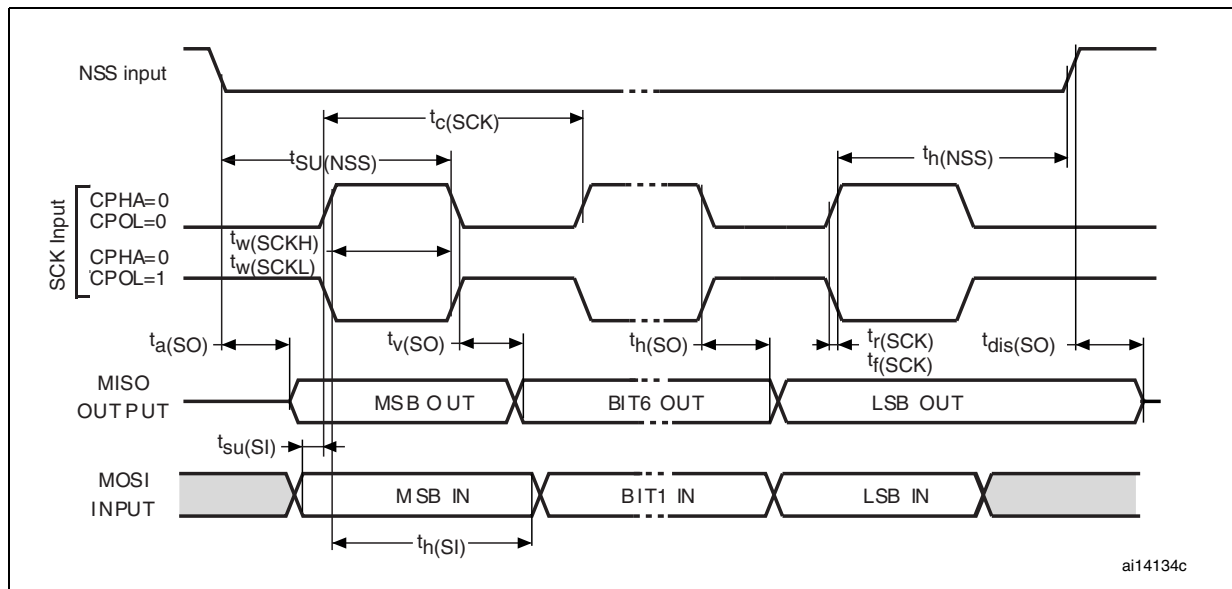 NSS input
tc(SCK)
tSU(NSS)
th(NSS)
SCK Input
CPHA=0
CPOL=0
tw(SCKH)
CPHA=0
tw(SCKL)
CPOL=1
ta(SO)
tv(SO)
th(SO)
tr(SCK)
tf(SCK)
tdis(SO)
MISO
OUTPUT
MSB OUT
BIT6 OUT
LSB OUT
tsu(SI)
MOSI
INPUT
MSB IN
BIT1 IN
LSB IN
th(SI)
ai14134c